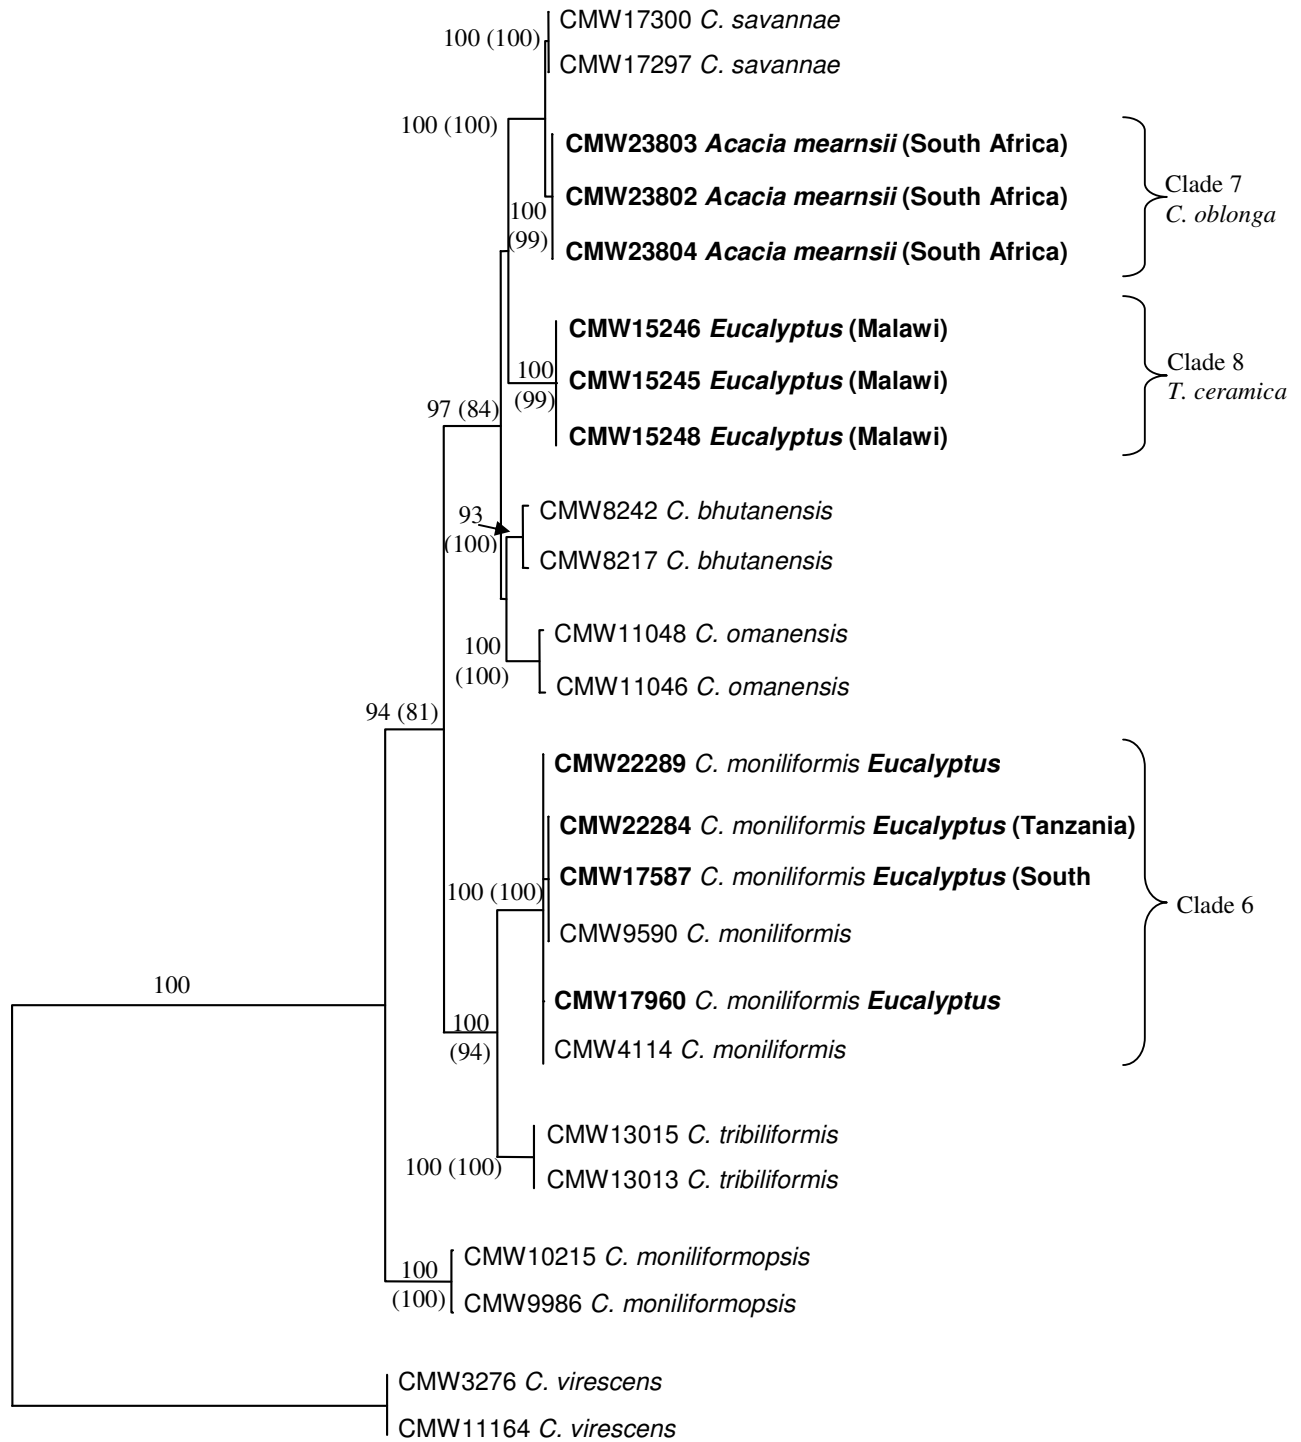 CMW17300 C. savannae
100 (100)
CMW17297 C. savannae
100 (100)
CMW23803 Acacia mearnsii (South Africa)
CMW23802 Acacia mearnsii (South Africa)
100
(99)
CMW23804 Acacia mearnsii (South Africa)
Clade 7
C. oblonga
CMW15246 Eucalyptus (Malawi)
100
(99)
CMW15245 Eucalyptus (Malawi)
CMW15248 Eucalyptus (Malawi)
Clade 8
T. ceramica
97 (84)
93
(100)
CMW8242 C. bhutanensis
CMW8217 C. bhutanensis
CMW11048 C. omanensis
100
(100)
CMW11046 C. omanensis
94 (81)
CMW22289 C. moniliformis Eucalyptus
CMW22284 C. moniliformis Eucalyptus (Tanzania)
CMW17587 C. moniliformis Eucalyptus (South
100 (100)
CMW9590 C. moniliformis
CMW17960 C. moniliformis Eucalyptus
CMW4114 C. moniliformis
Clade 6
100
100
(94)
CMW13015 C. tribiliformis
100 (100)
CMW13013 C. tribiliformis
CMW10215 C. moniliformopsis
100
(100)
CMW9986 C. moniliformopsis
CMW3276 C. virescens
CMW11164 C. virescens